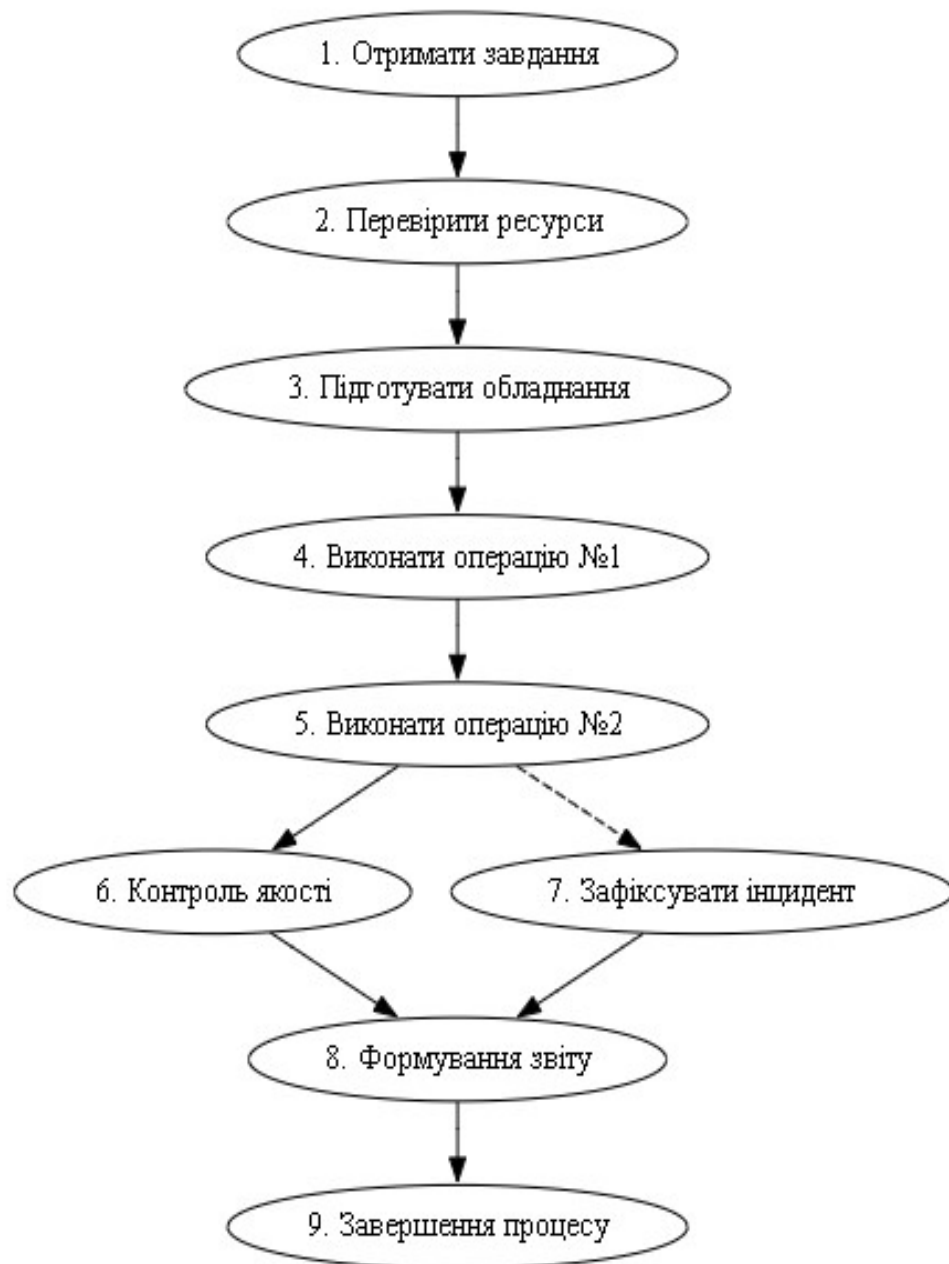 1. Отримати завдання
2. Перевірити ресурси
3. Підготувати обладнання
4. Виконати операцію №1
5. Виконати операцію №2
6. Контроль якості
7. Зафіксувати інцидент
8. Формування звіту
9. Завершення процесу